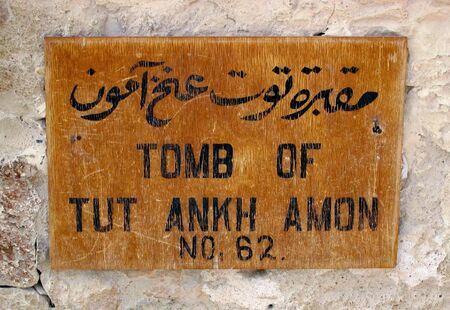 مقبرة توت عنخ آمون
TOMB OF
TUT ANKH AMON
NO. 62.